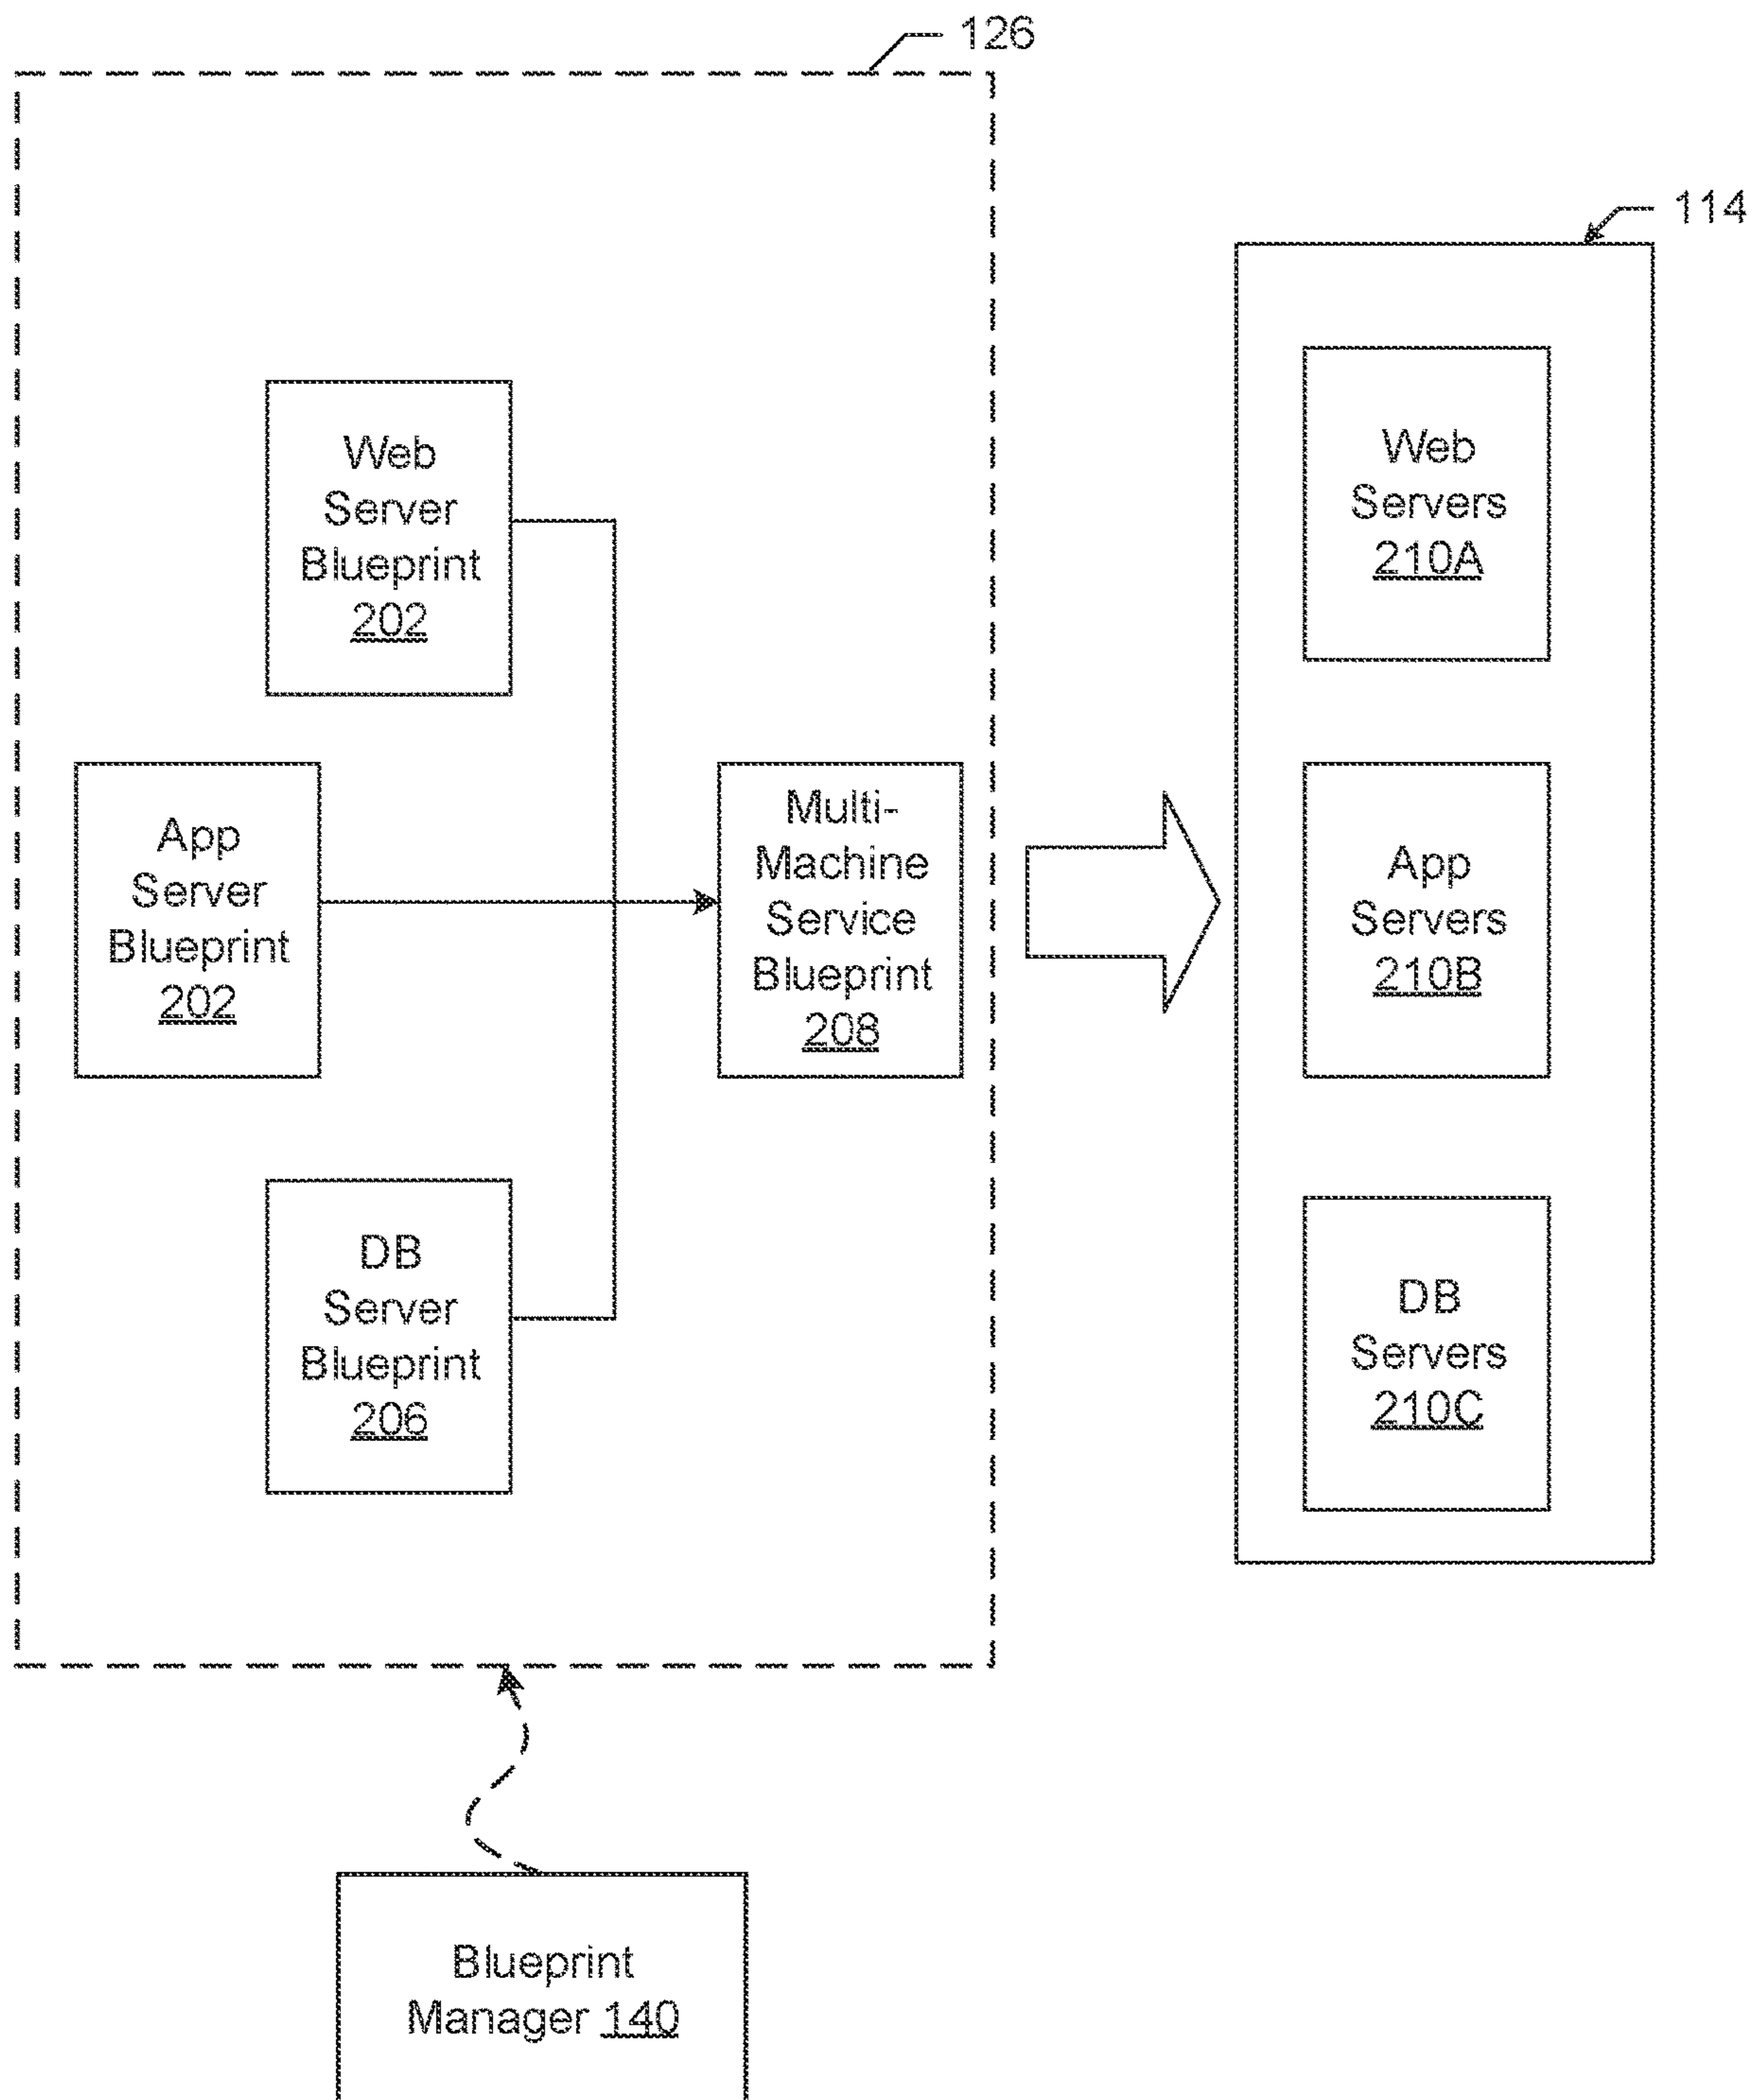 126
114
Web
Server
Blueprint
202
App
Server
Blueprint
202
DB
Server
Blueprint
206
Multi-
Machine
Service
Blueprint
208
Web
Servers
210A
App
Servers
210B
DB
Servers
210C
Blueprint
Manager 140